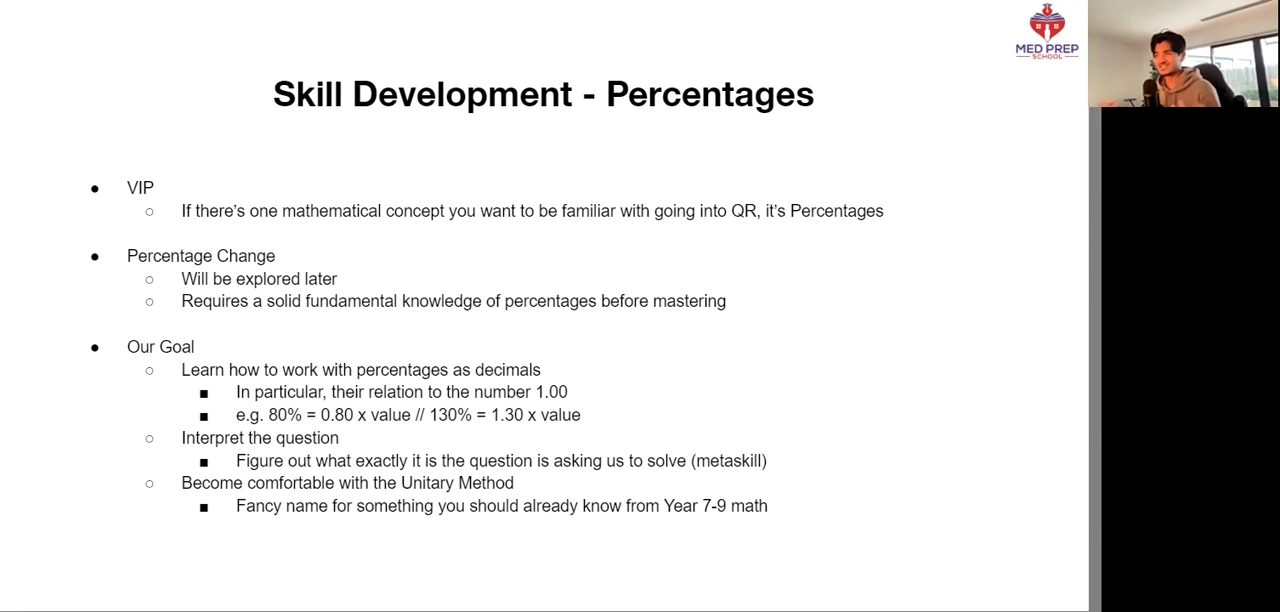 MED PREP
SCHOOL
Skill Development - Percentages
● VIP
○ If there's one mathematical concept you want to be familiar with going into QR, it's Percentages
● Percentage Change
○ Will be explored later
○ Requires a solid fundamental knowledge of percentages before mastering
● Our Goal
○ Learn how to work with percentages as decimals
■ In particular, their relation to the number 1.00
■ e.g. 80% = 0.80 x value // 130% = 1.30 x value
○ Interpret the question
■ Figure out what exactly it is the question is asking us to solve (metaskill)
○ Become comfortable with the Unitary Method
■ Fancy name for something you should already know from Year 7-9 math